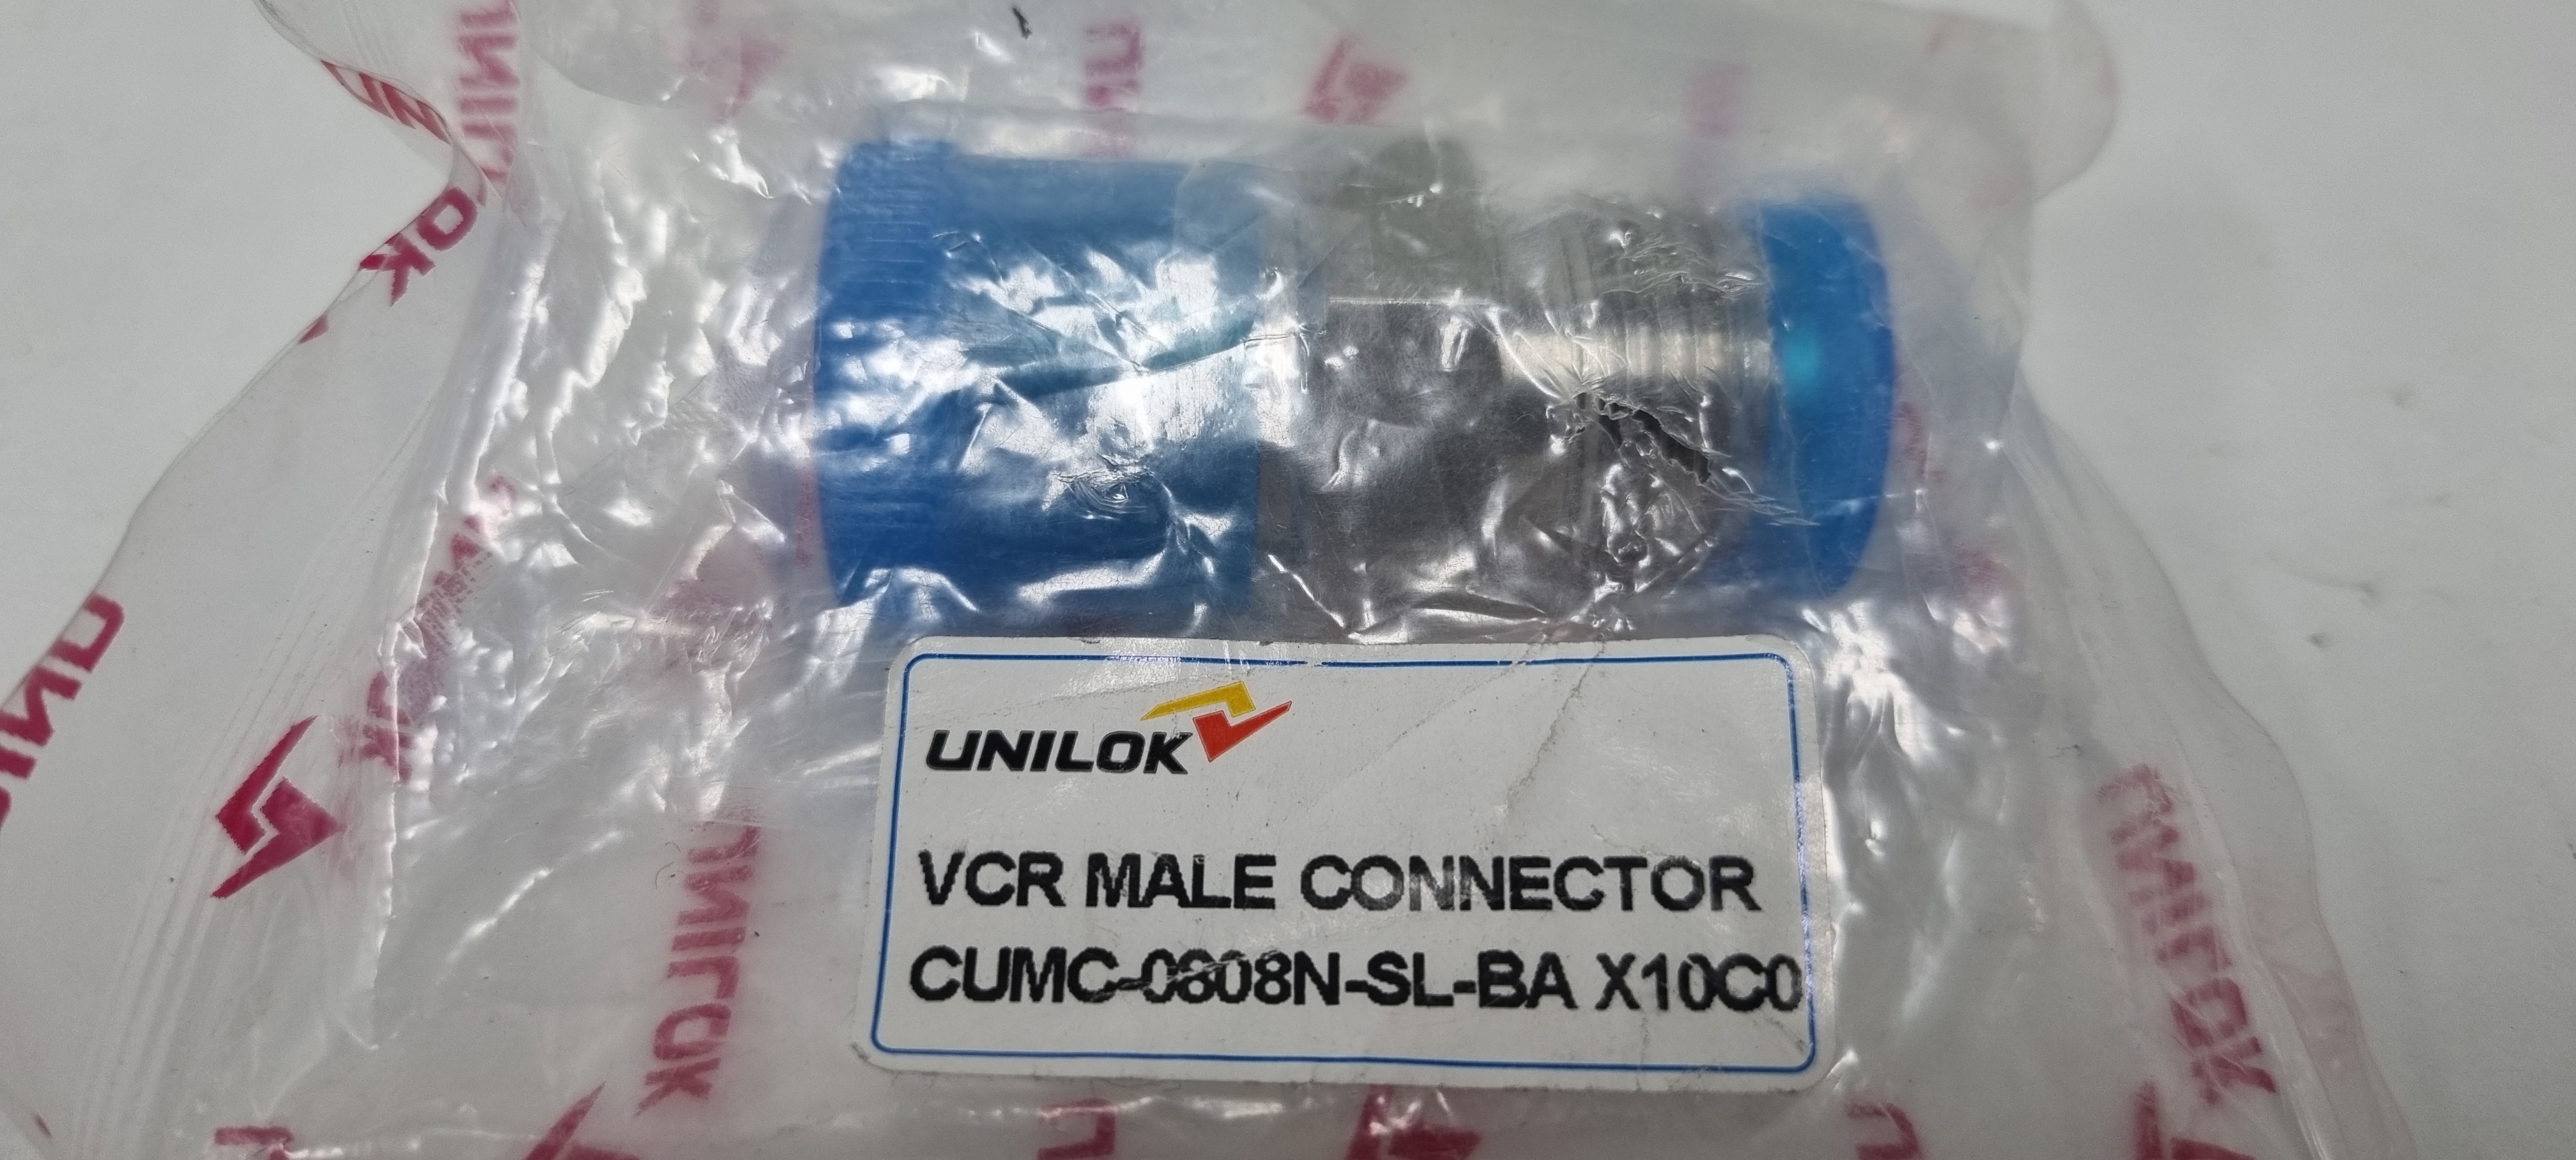 UNILOK
VCR MALE CONNECTOR
CUMC-0808N-SL-BA X10C0